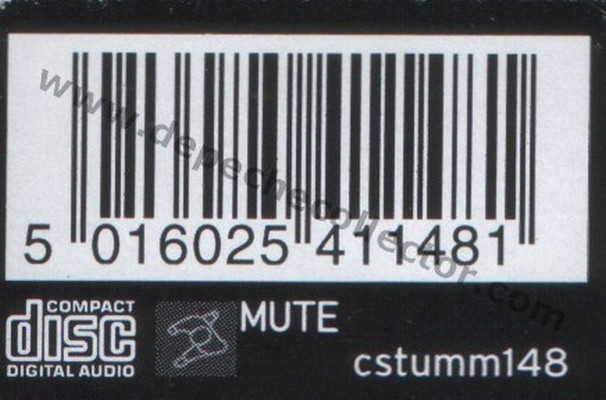 www.depechecollector.com
5 016025 411481
COMPACT
disc
DIGITAL AUDIO
MUTE
cstumm148